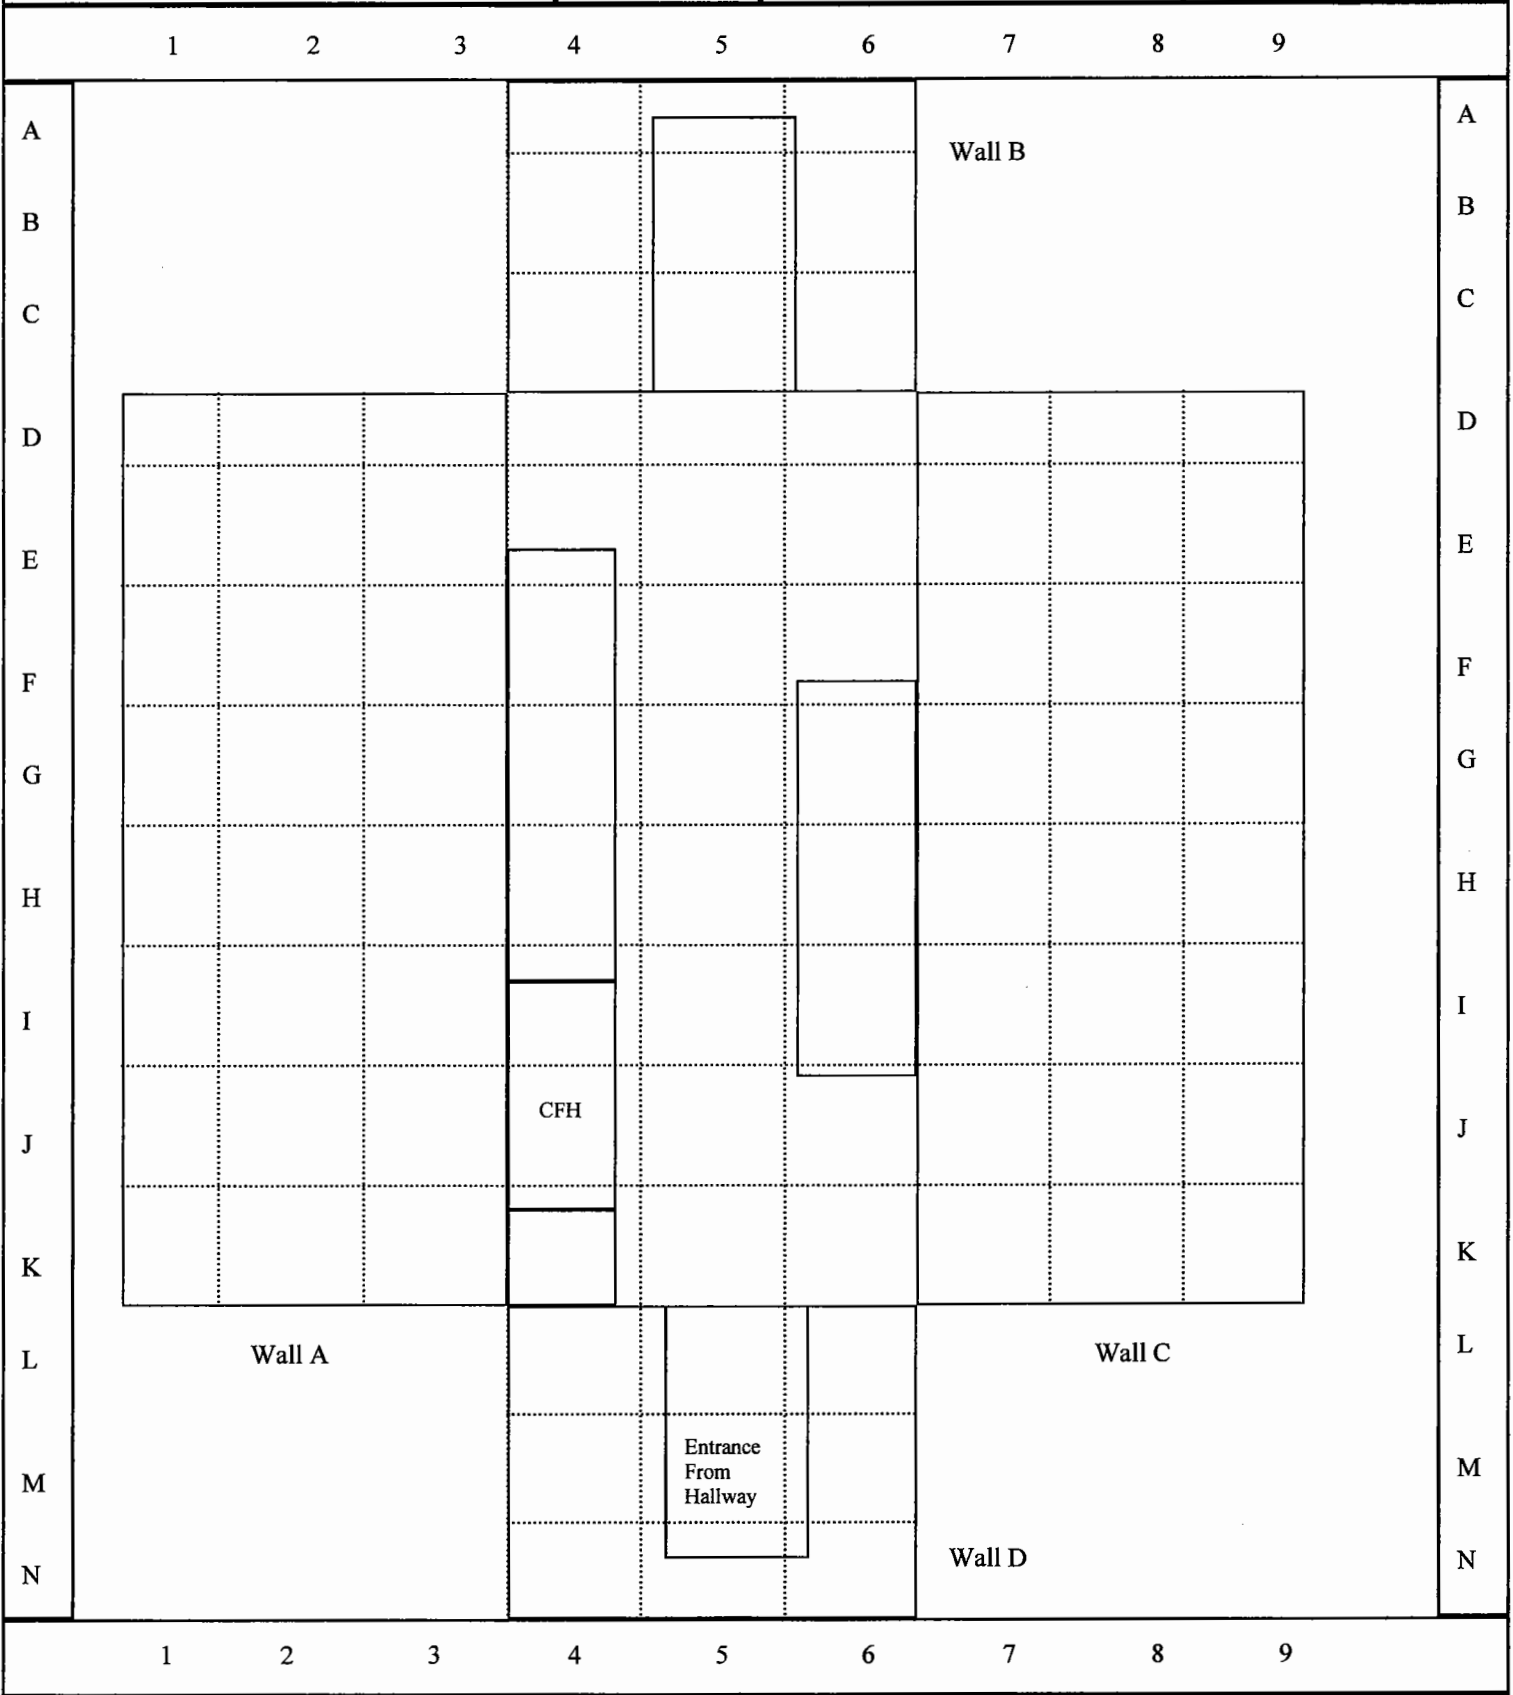 1 2 3 4 5 6 7 8 9
A A
Wall B
B B
C C
D D
E E
F F
G G
H H
I I
CFH
J J
K K
L Wall A Wall C L
Entrance
From
Hallway
M M
Wall D
N N
1 2 3 4 5 6 7 8 9